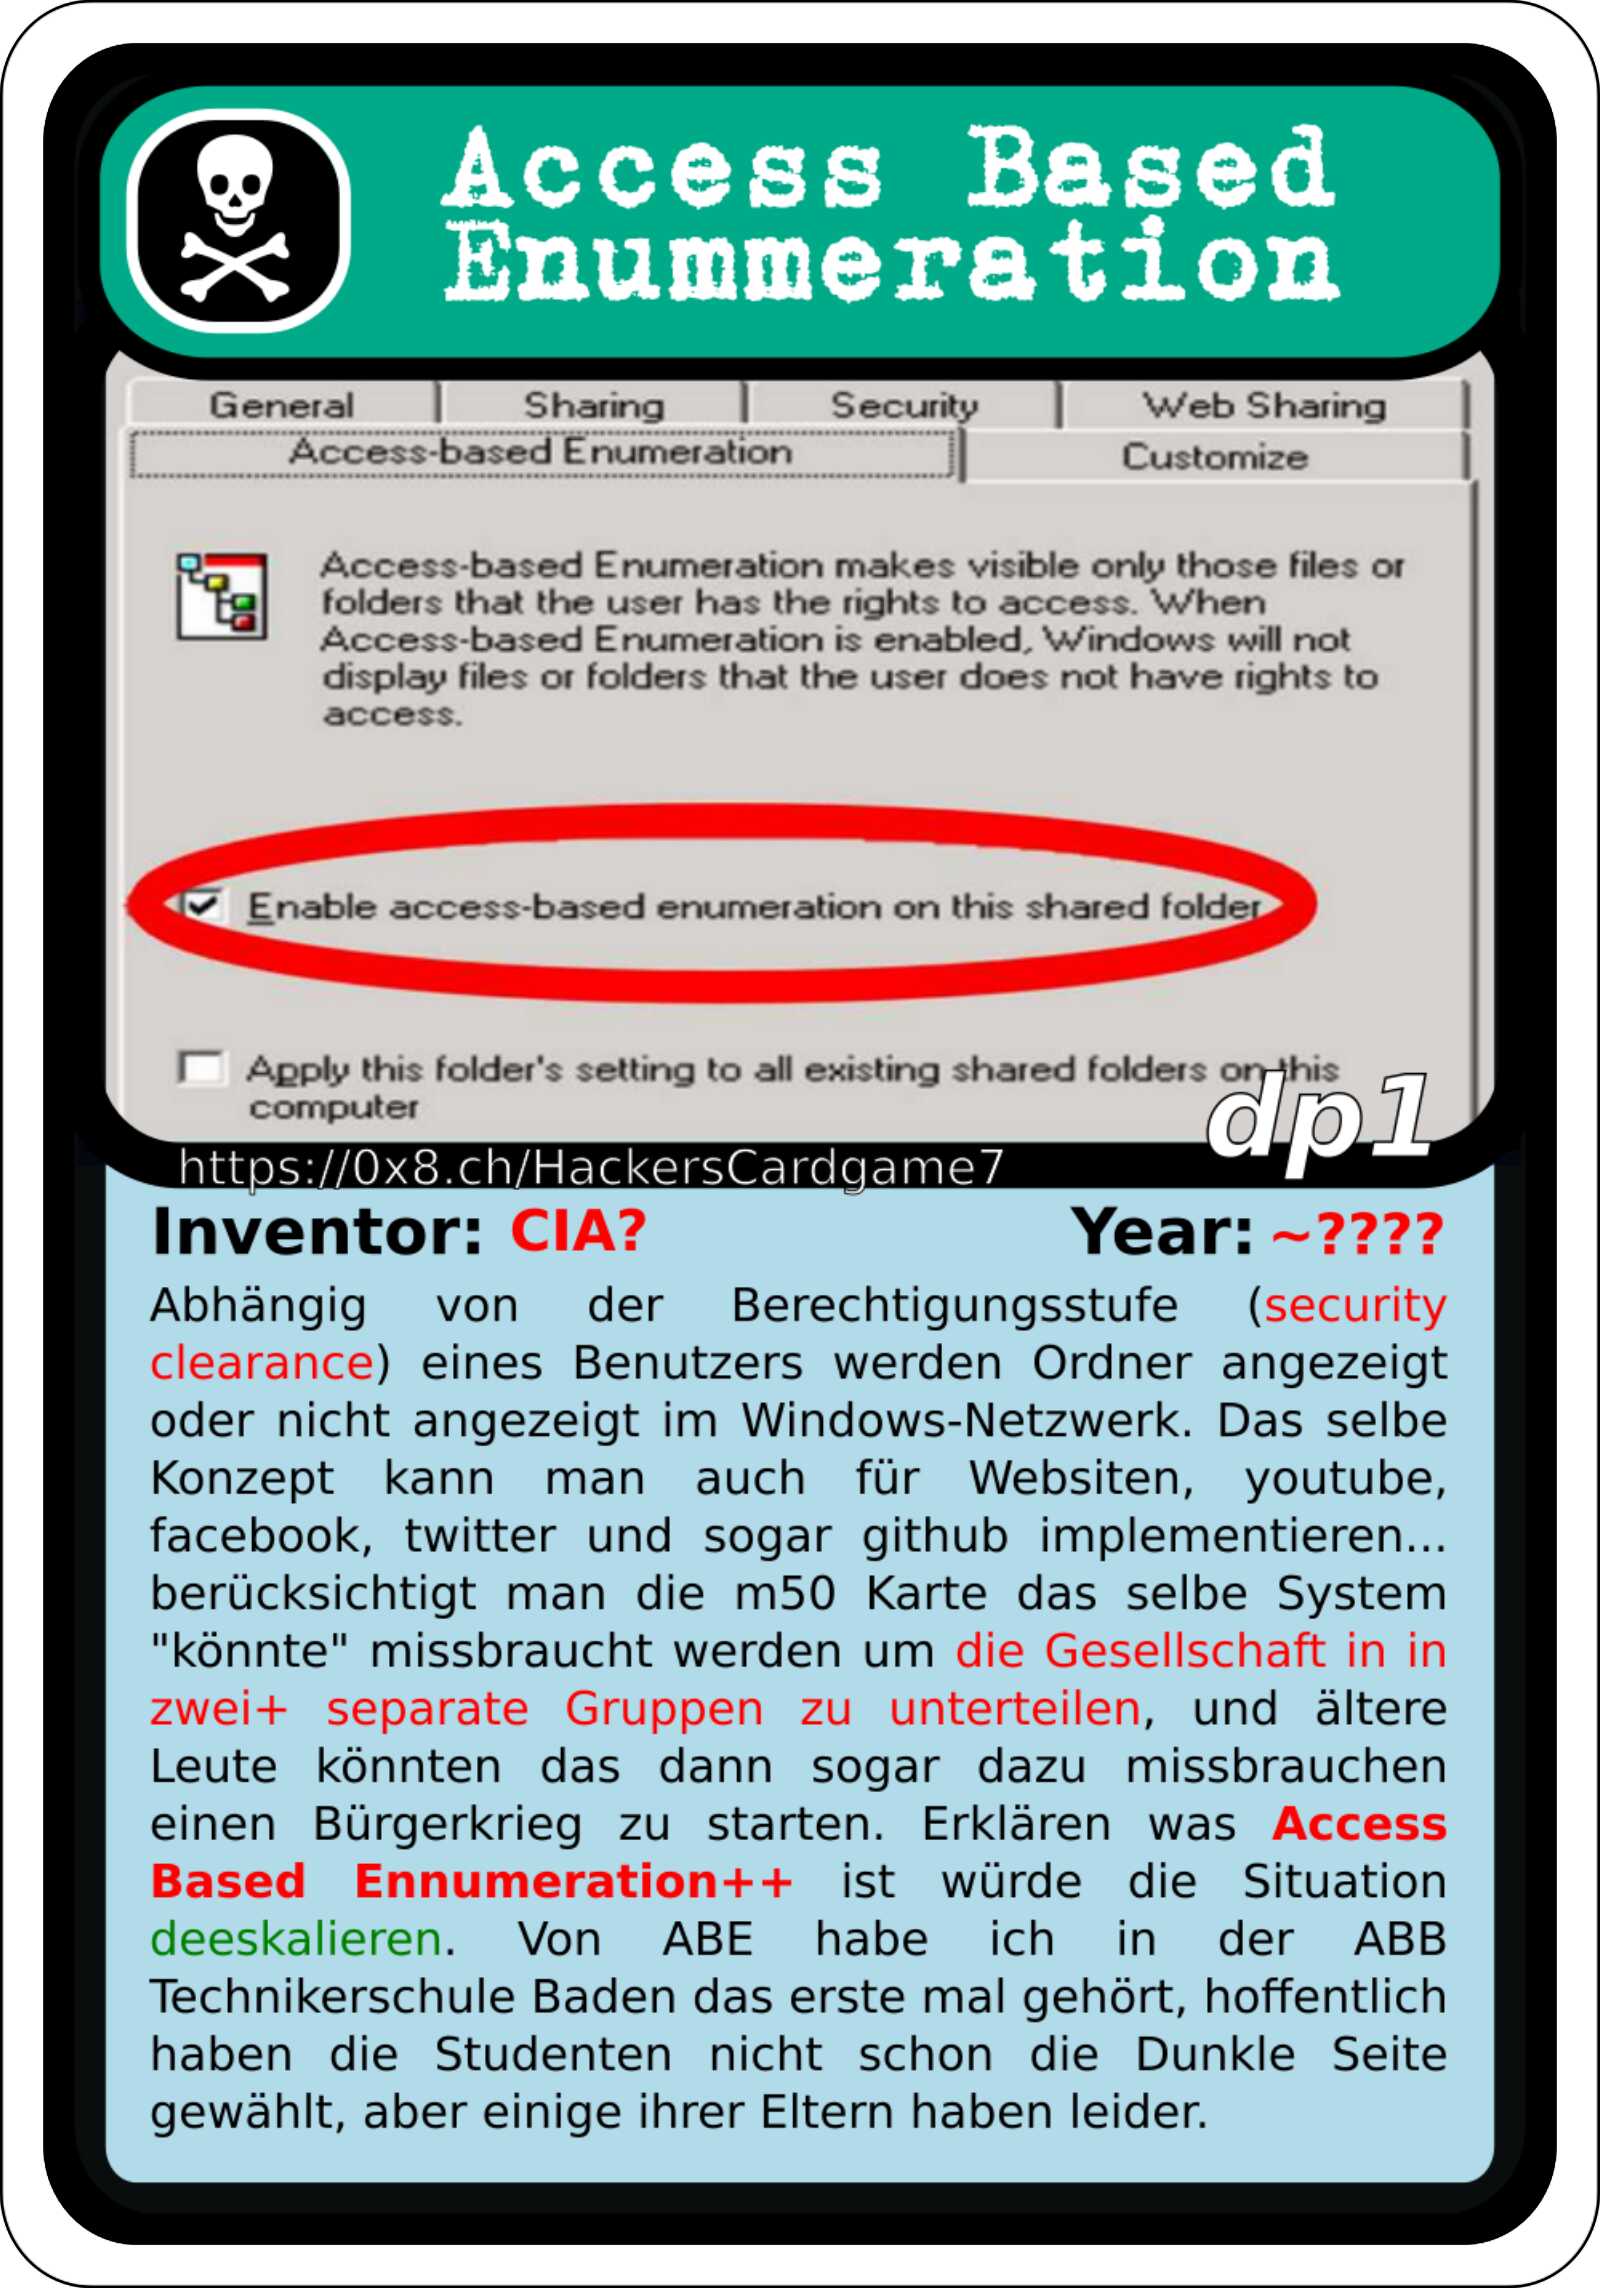 Access Based
Enummeration
General Sharing Security Web Sharing
Access-based Enumeration Customize
Access-based Enumeration makes visible only those files or
folders that the user has the rights to access. When
Access-based Enumeration is enabled, Windows will not
display files or folders that the user does not have rights to
access.
Enable access-based enumeration on this shared folder
Apply this folder's setting to all existing shared folders on this
computer
dp1
https://0x8.ch/HackersCardgame7
Inventor: CIA? Year: ~????
Abhängig von der Berechtigungsstufe (security
clearance) eines Benutzers werden Ordner angezeigt
oder nicht angezeigt im Windows-Netzwerk. Das selbe
Konzept kann man auch für Websiten, youtube,
facebook, twitter und sogar github implementieren...
berücksichtigt man die m50 Karte das selbe System
"könnte" missbraucht werden um die Gesellschaft in in
zwei+ separate Gruppen zu unterteilen, und ältere
Leute könnten das dann sogar dazu missbrauchen
einen Bürgerkrieg zu starten. Erklären was Access
Based Ennumeration++ ist würde die Situation
deeskalieren. Von ABE habe ich in der ABB
Technikerschule Baden das erste mal gehört, hoffentlich
haben die Studenten nicht schon die Dunkle Seite
gewählt, aber einige ihrer Eltern haben leider.